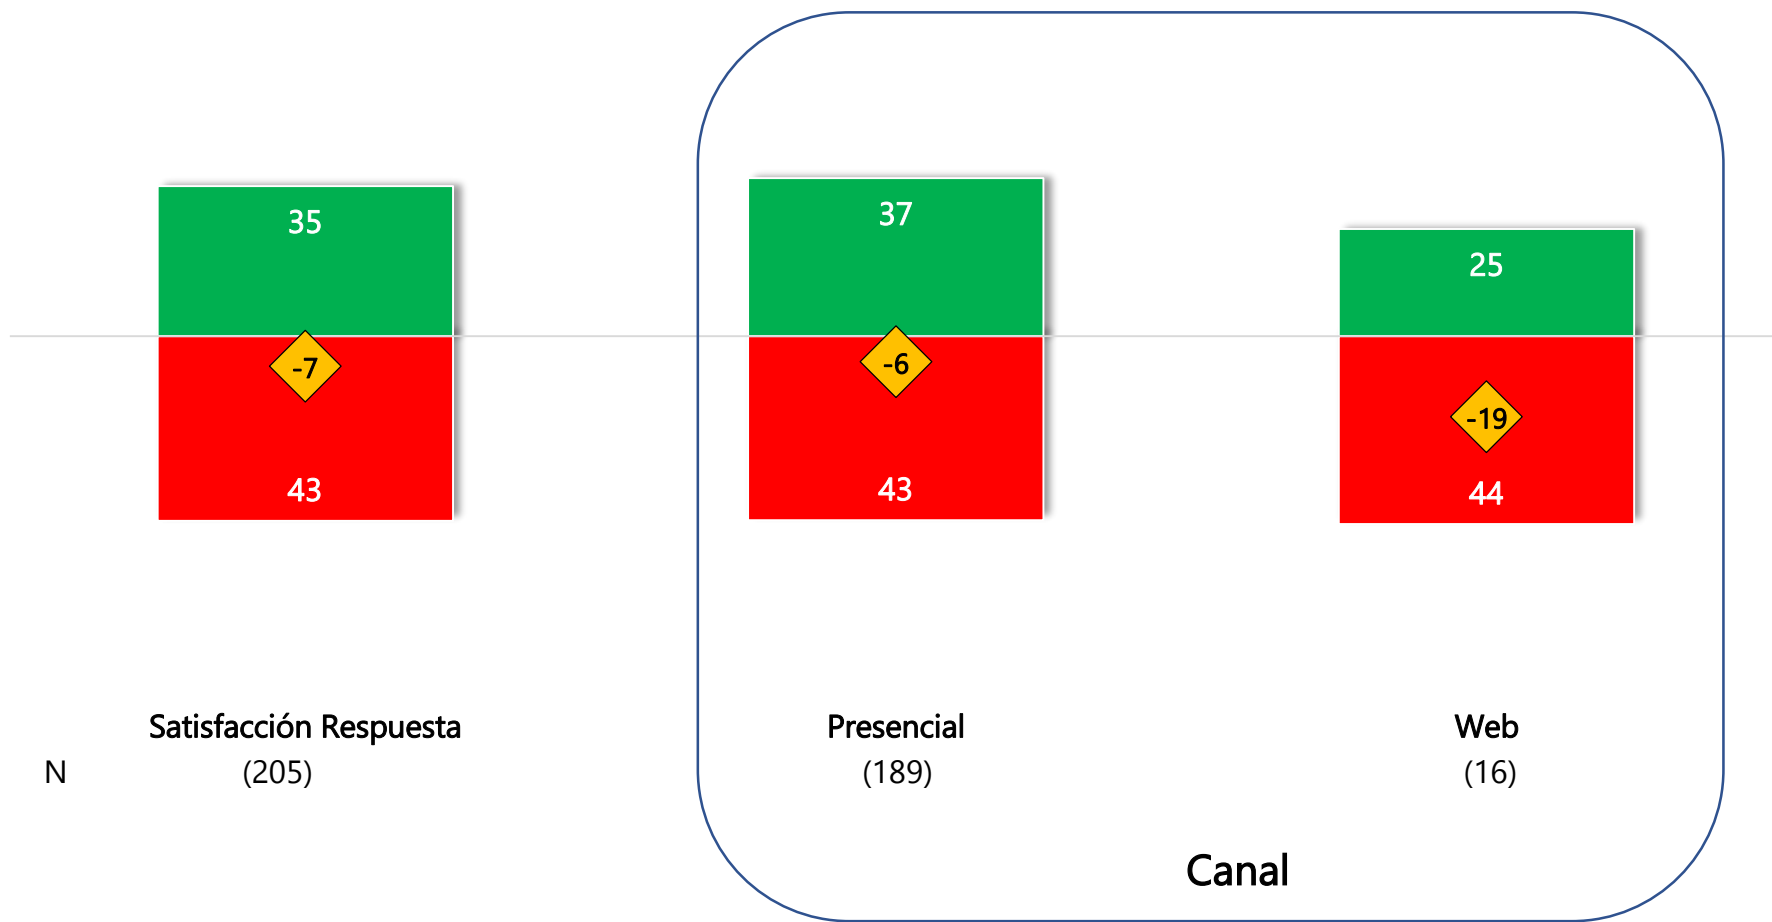 35
37
25
-7
-6
-19
43
43
44
Satisfacción Respuesta
Presencial
Web
N
(205)
(189)
(16)
Canal